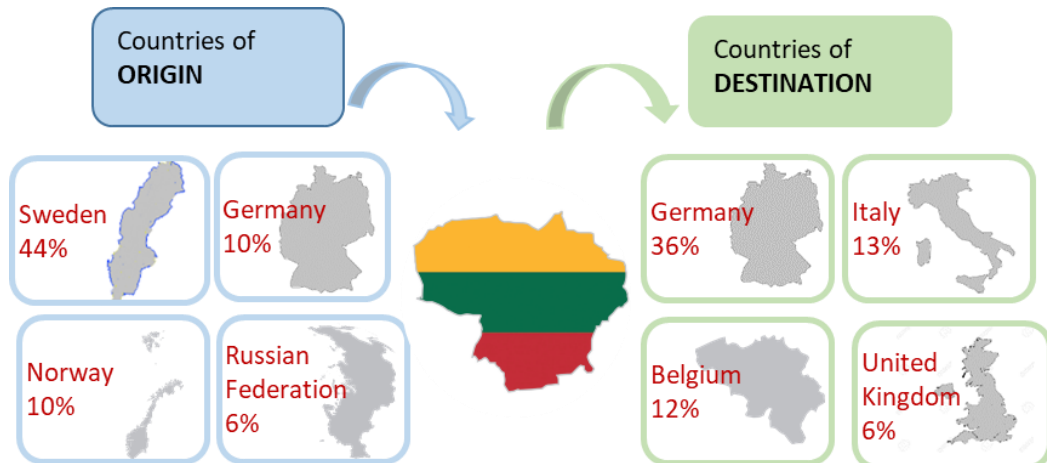 Countries of
ORIGIN
Countries of
DESTINATION
Sweden
44%
Germany
10%
Germany
36%
Italy
13%
Norway
10%
Russian
Federation
6%
Belgium
12%
United
Kingdom
6%